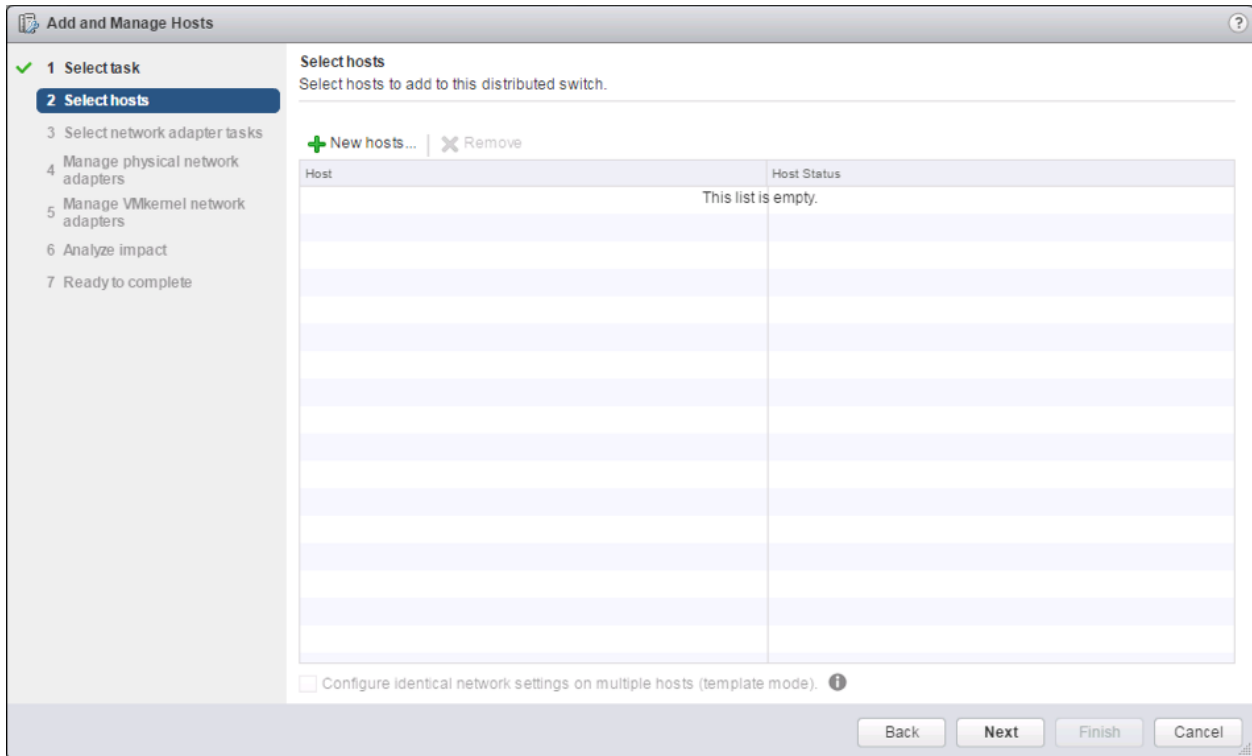 Add and Manage Hosts
?
1 Select task
2 Select hosts
3 Select network adapter tasks
4 Manage physical network
adapters
5 Manage VMkernel network
adapters
6 Analyze impact
7 Ready to complete
Select hosts
Select hosts to add to this distributed switch.
New hosts... Remove
Host Host Status
This list is empty.
Configure identical network settings on multiple hosts (template mode). i
Back Next Finish Cancel